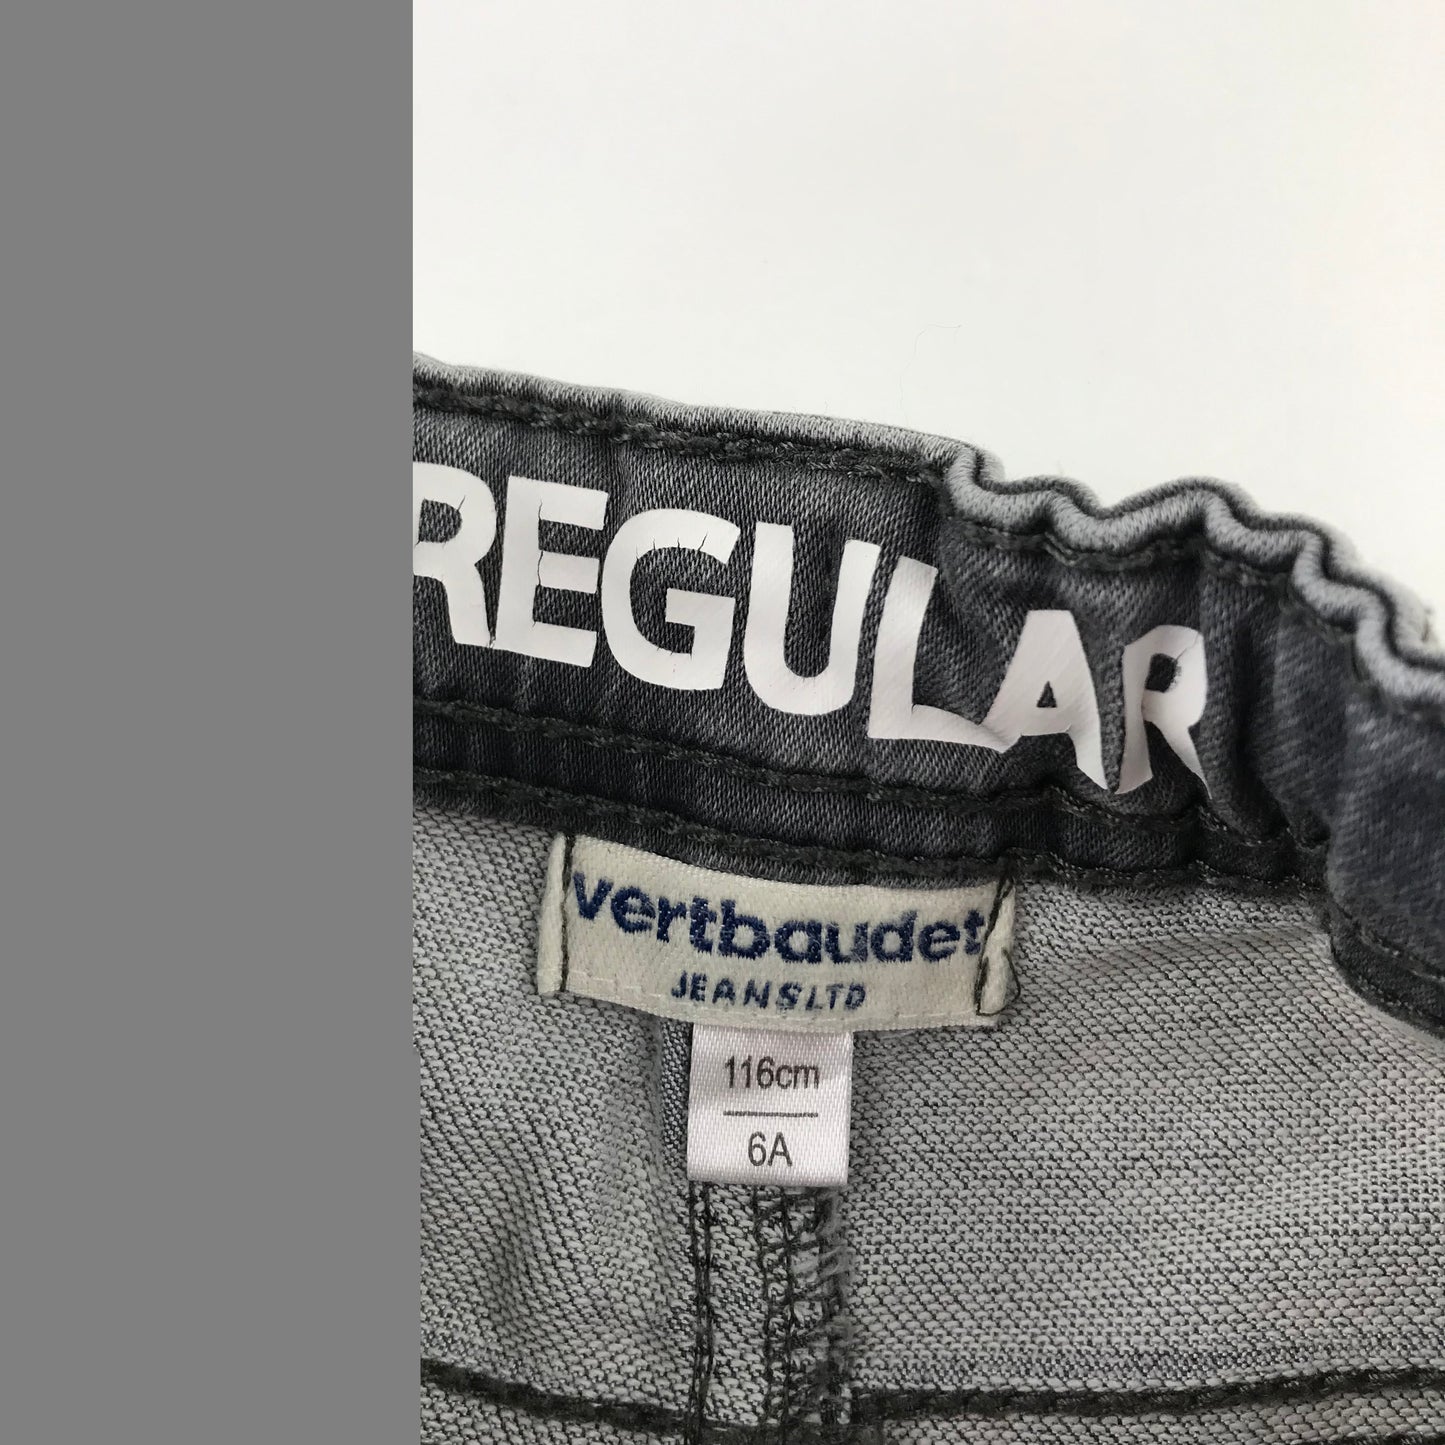 REGULAR
vertbaudet
JEANS LTD
116cm
6A